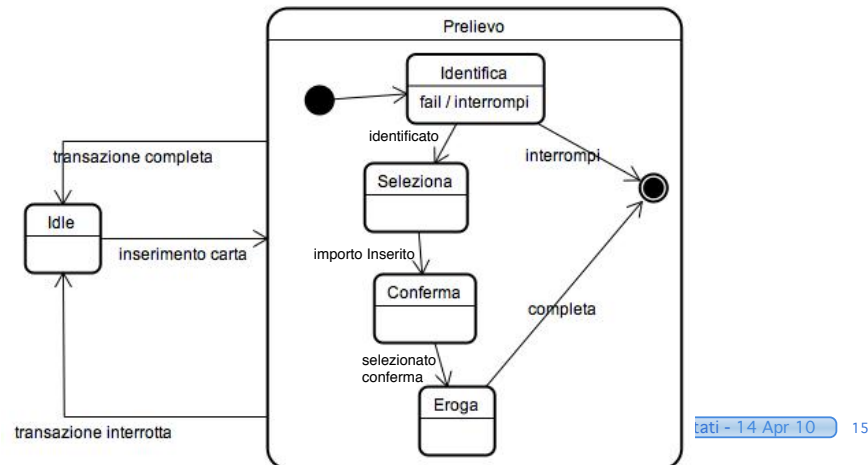 Prelievo
Identifica
fail / interrompi
identificato
interrompi
transazione completa
Seleziona
Idle
inserimento carta
importo Inserito
Conferma
completa
selezionato
conferma
Eroga
transazione interrotta
- 14 Apr 10
15